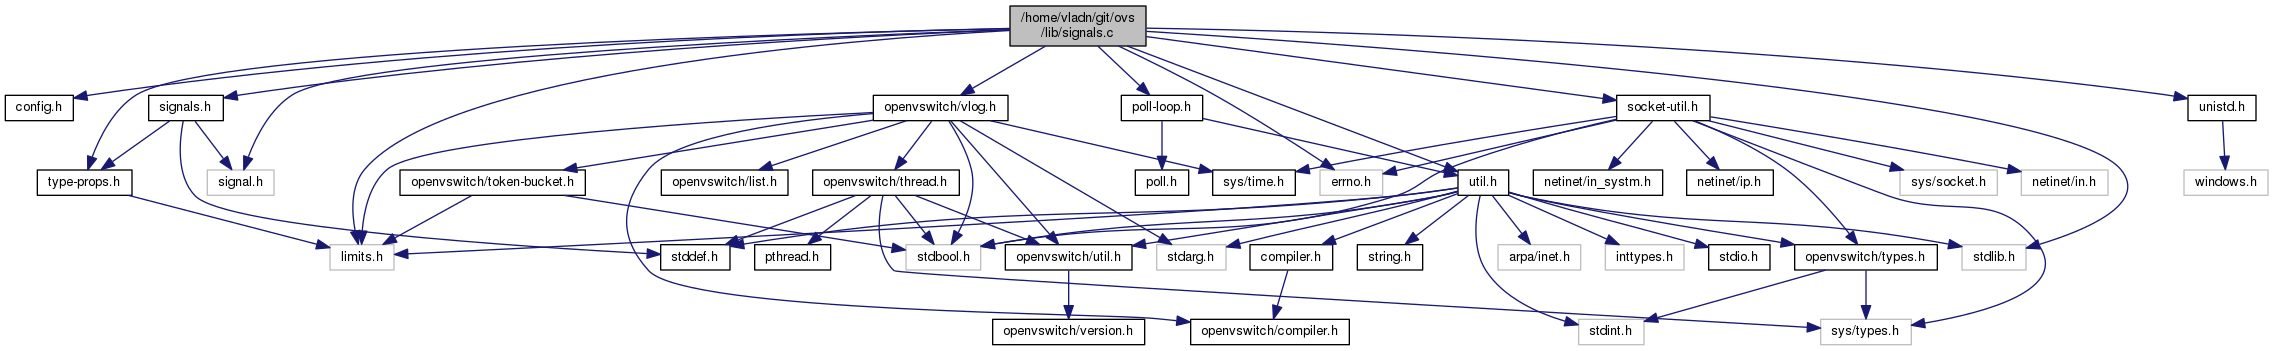 /home/vladn/git/ovs
/lib/signals.c
config.h
signals.h
openvswitch/vlog.h
poll-loop.h
socket-util.h
unistd.h
type-props.h
signal.h
openvswitch/token-bucket.h
openvswitch/list.h
openvswitch/thread.h
poll.h
sys/time.h
errno.h
util.h
netinet/in_systm.h
netinet/ip.h
sys/socket.h
netinet/in.h
windows.h
limits.h
stddef.h
pthread.h
stdbool.h
openvswitch/util.h
stdarg.h
compiler.h
string.h
arpa/inet.h
inttypes.h
stdio.h
openvswitch/types.h
stdlib.h
openvswitch/version.h
openvswitch/compiler.h
stdint.h
sys/types.h